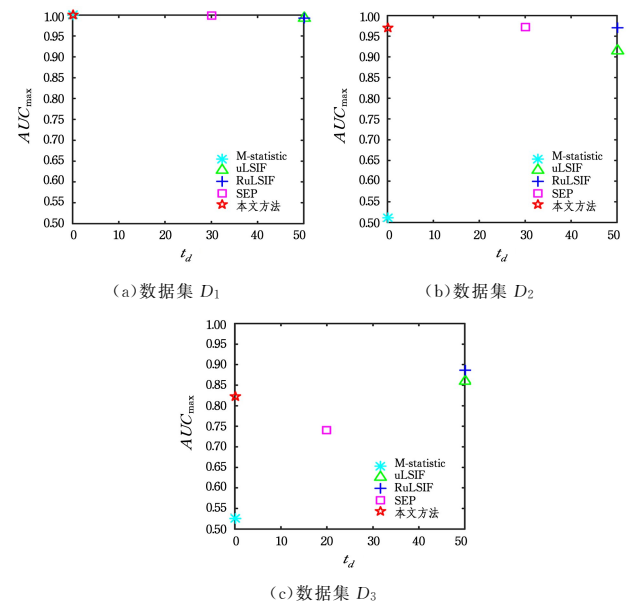 1.00
0.95
0.90
0.85
0.80
0.75
0.70
0.65
0.60
0.55
0.50
AUCmax
M-statistic
uLSIF
RuLSIF
SEP
本文方法
0 10 20 30 40 50
td
(a)数据集 D1
1.00
0.95
0.90
0.85
0.80
0.75
0.70
0.65
0.60
0.55
0.50
AUCmax
M-statistic
uLSIF
RuLSIF
SEP
本文方法
0 10 20 30 40 50
td
(b)数据集 D2
1.00
0.95
0.90
0.85
0.80
0.75
0.70
0.65
0.60
0.55
0.50
AUCmax
M-statistic
uLSIF
RuLSIF
SEP
本文方法
0 10 20 30 40 50
td
(c)数据集 D3